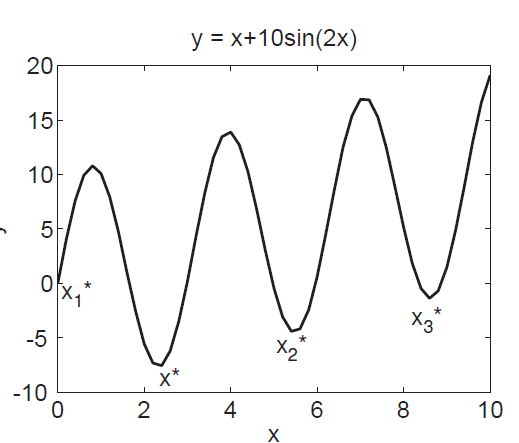 y = x+10sin(2x)
20
15
10
5
0
-5
-10
x₁*
x*
x₂*
x₃*
0 2 4 6 8 10
x